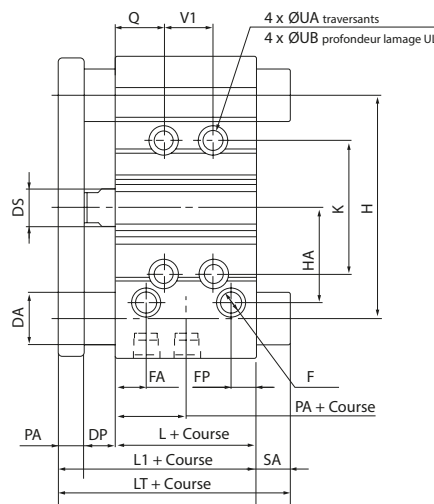 Q
V1
4 x ØUA traversants
4 x ØUB profondeur lamage UL
DS
K
H
HA
DA
FA
FP
F
PA + Course
PA
DP
L + Course
L1 + Course
SA
LT + Course